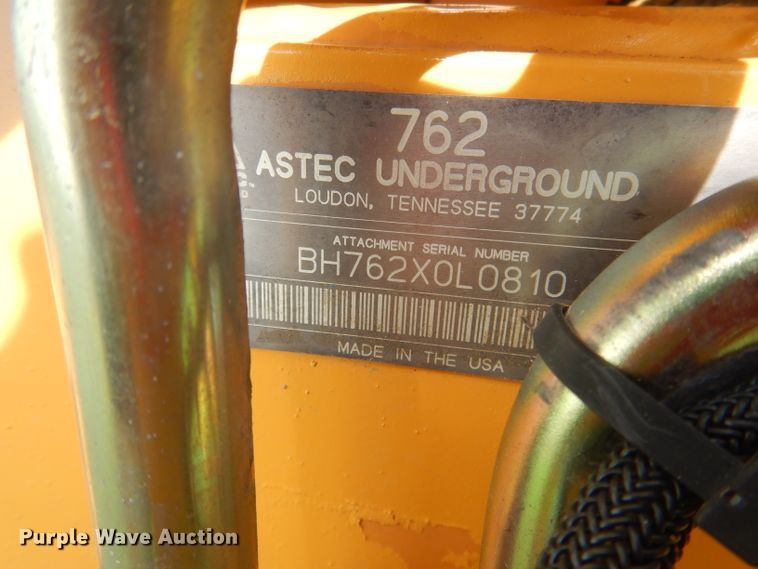 762
ASTEC UNDERGROUND
LOUDON, TENNESSEE 37774
ATTACHMENT SERIAL NUMBER
BH762X0L0810
MADE IN THE USA
Purple Wave Auction